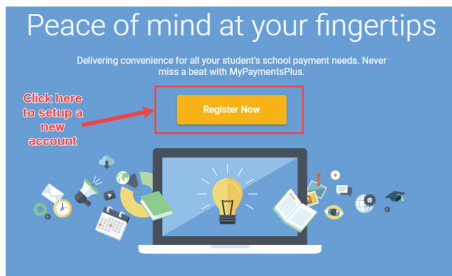 Peace of mind at your fingertips
Delivering convenience for all your student's school payment needs. Never
miss a beat with MyPaymentsPlus.
Click here
to setup a
new
account
Register Now